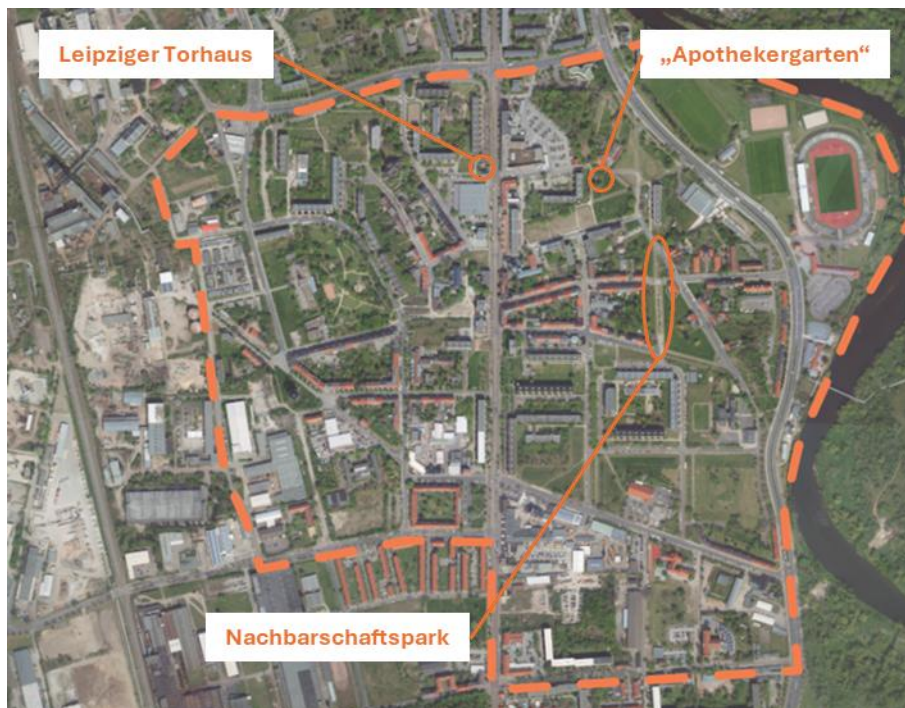 Leipziger Torhaus
„Apothekergarten“
Nachbarschaftspark